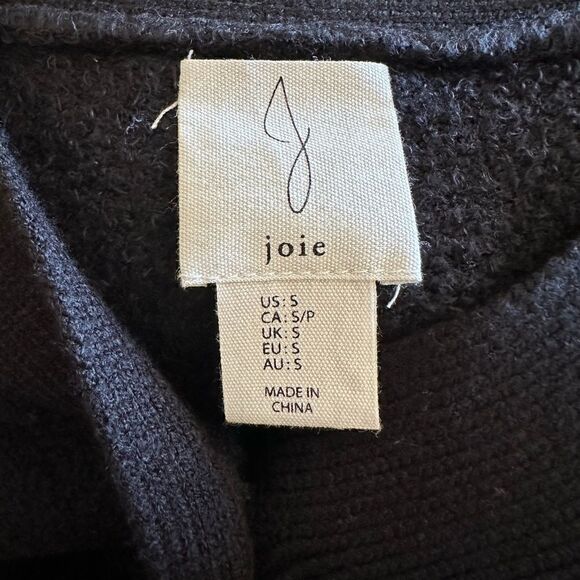 joie
US: S
CA: S/P
UK: S
EU: S
AU: S
MADE IN
CHINA